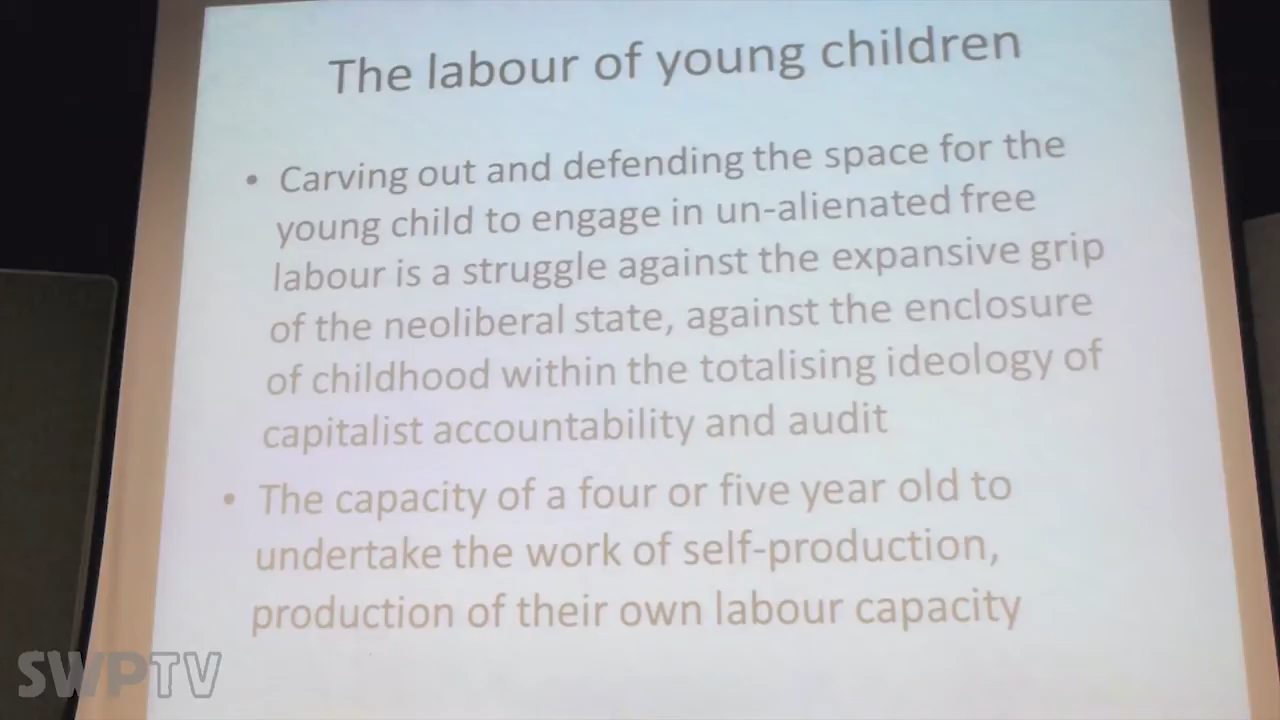 The labour of young children
• Carving out and defending the space for the
young child to engage in un-alienated free
labour is a struggle against the expansive grip
of the neoliberal state, against the enclosure
of childhood within the totalising ideology of
capitalist accountability and audit
• The capacity of a four or five year old to
undertake the work of self-production,
production of their own labour capacity
SWPTV